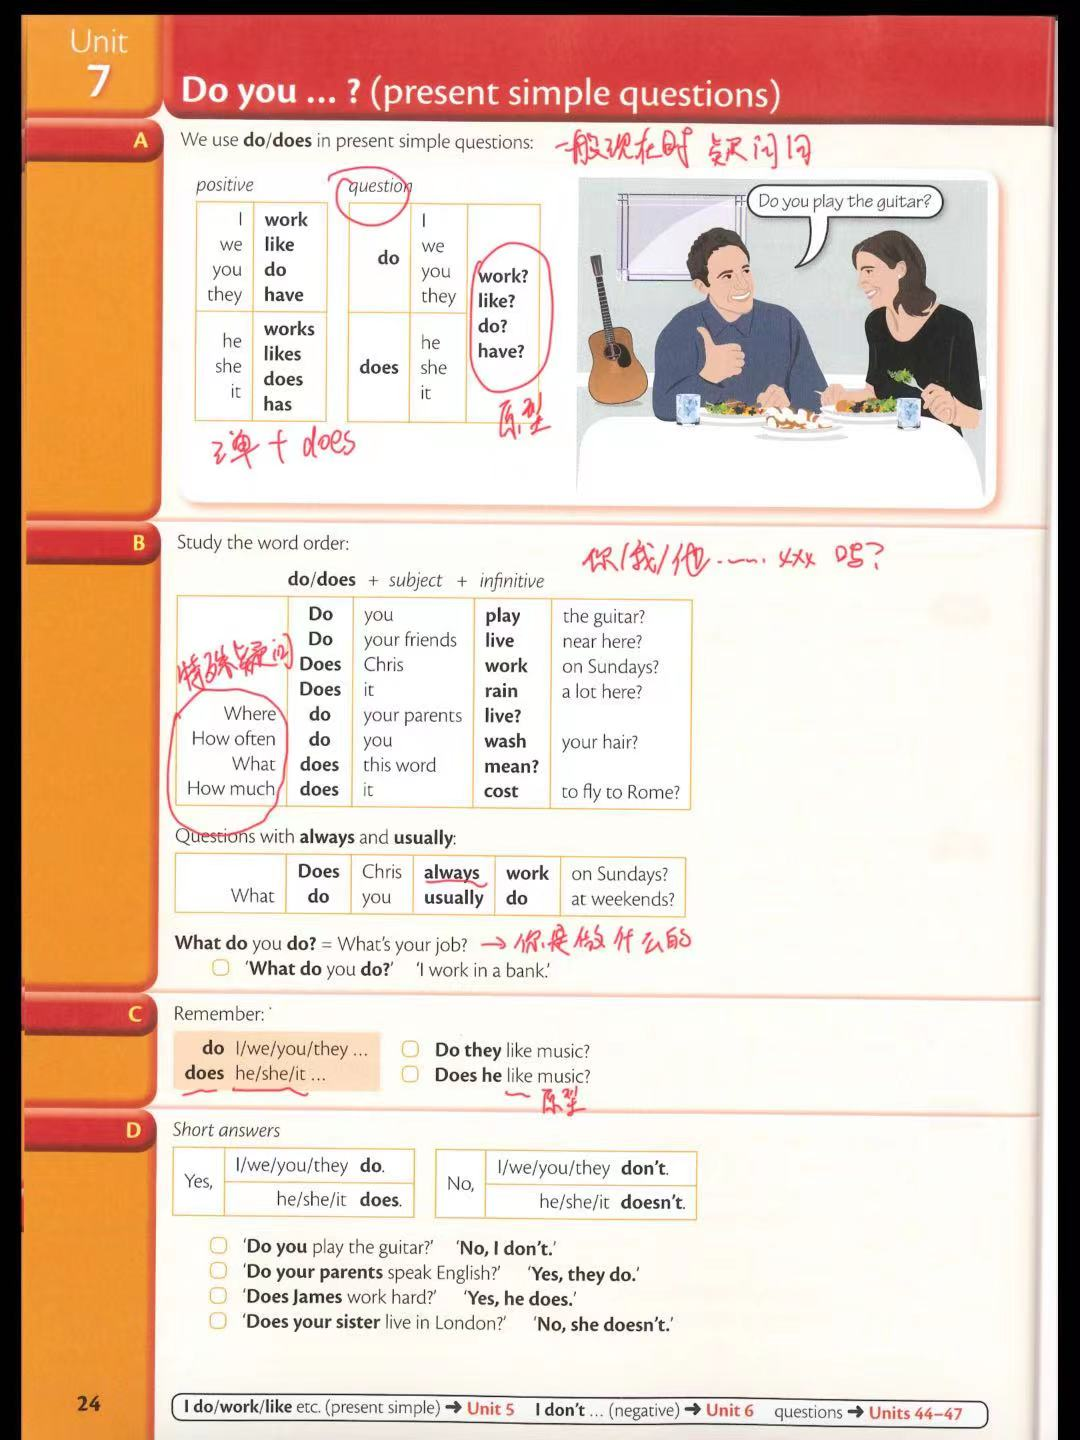 Unit
7
Do you ... ? (present simple questions)
A
We use do/does in present simple questions:
一般现在时 疑问句
positive
question
I
we
you
they
work
like
do
have
he
she
it
works
likes
does
has
do
I
we
you
they
does
he
she
it
work?
like?
do?
have?
原型
三单 + does
Do you play the guitar?
B
Study the word order:
你/我/他...... xxx 吗?
do/does + subject + infinitive
Do you play the guitar?
Do your friends live near here?
特殊疑问
Does Chris work on Sundays?
Does it rain a lot here?
Where do your parents live?
How often do you wash your hair?
What does this word mean?
How much does it cost to fly to Rome?
Questions with always and usually:
Does Chris always work on Sundays?
What do you usually do at weekends?
What do you do? = What's your job? → 你是做什么的
'What do you do?' 'I work in a bank.'
C
Remember:
do I/we/you/they ...
does he/she/it ...
Do they like music?
Does he like music?
原型
D
Short answers
Yes,
I/we/you/they do.
he/she/it does.
No,
I/we/you/they don't.
he/she/it doesn't.
'Do you play the guitar?' 'No, I don't.'
'Do your parents speak English?' 'Yes, they do.'
'Does James work hard?' 'Yes, he does.'
'Does your sister live in London?' 'No, she doesn't.'
24
I do/work/like etc. (present simple) → Unit 5 I don't ... (negative) → Unit 6 questions → Units 44–47